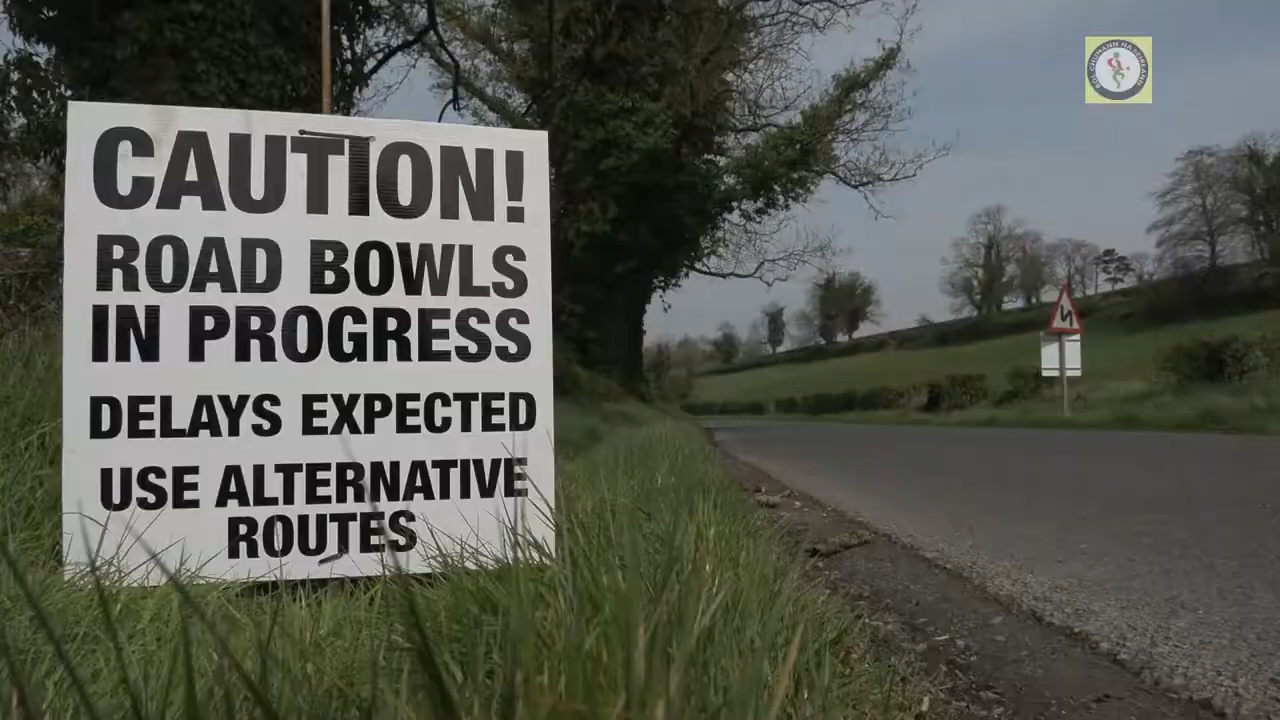 CAUTION!
ROAD BOWLS
IN PROGRESS
DELAYS EXPECTED
USE ALTERNATIVE
ROUTES